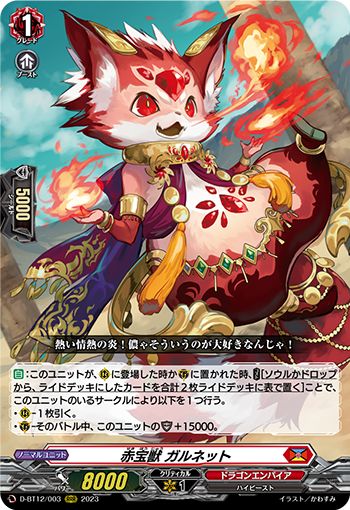 1
グレード
ブースト
5000
シールド
熱い情熱の炎！儂ゃそういうのが大好きなんじゃ！
自：このユニットが、に登場した時かに置かれた時、【ソウルかドロップ
から、ライドデッキにしたカードを合計2枚ライドデッキに表で置く】ことで、
このユニットのいるサークルにより以下を1つ行う。
・-1枚引く。
・-そのバトル中、このユニットの+15000。
ノーマルユニット
赤宝獣 ガルネット
パワー
8000
クリティカル
1
ドラゴンエンパイア
ハイビースト
D-BT12/003 RRR 2023
イラスト／かわすみ